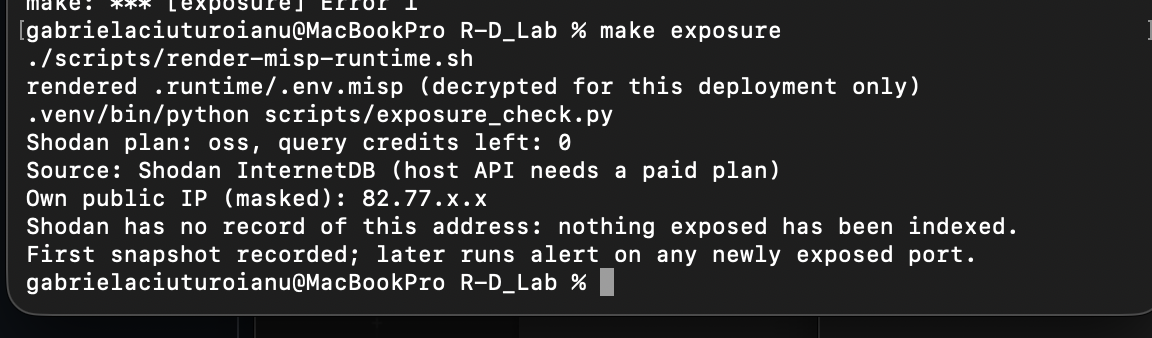 make: *** [exposure] Error 1
[gabrielaciuturoianu@MacBookPro R-D_Lab % make exposure ]
./scripts/render-misp-runtime.sh
rendered .runtime/.env.misp (decrypted for this deployment only)
.venv/bin/python scripts/exposure_check.py
Shodan plan: oss, query credits left: 0
Source: Shodan InternetDB (host API needs a paid plan)
Own public IP (masked): 82.77.x.x
Shodan has no record of this address: nothing exposed has been indexed.
First snapshot recorded; later runs alert on any newly exposed port.
gabrielaciuturoianu@MacBookPro R-D_Lab %